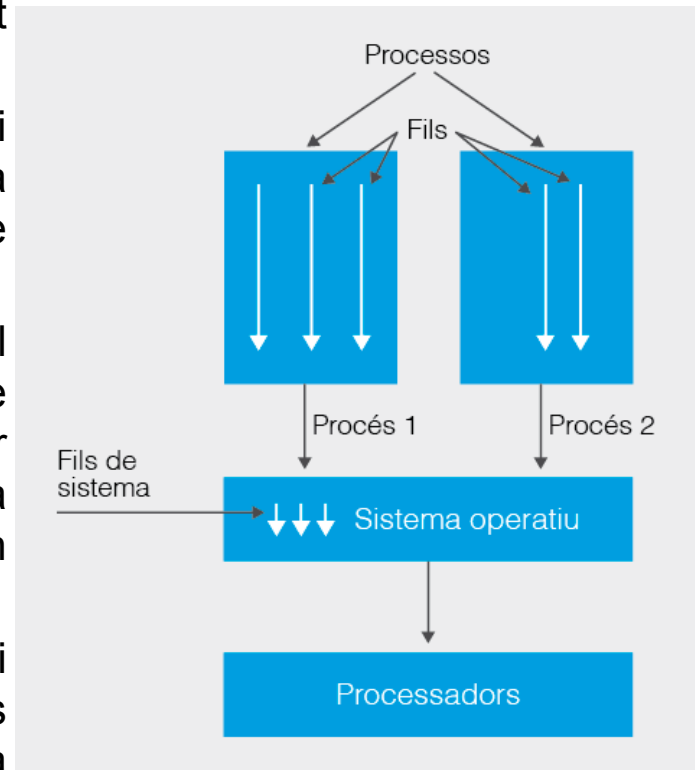 Processos
Fils
Procés 1
Procés 2
Fils de
sistema
Sistema operatiu
Processadors